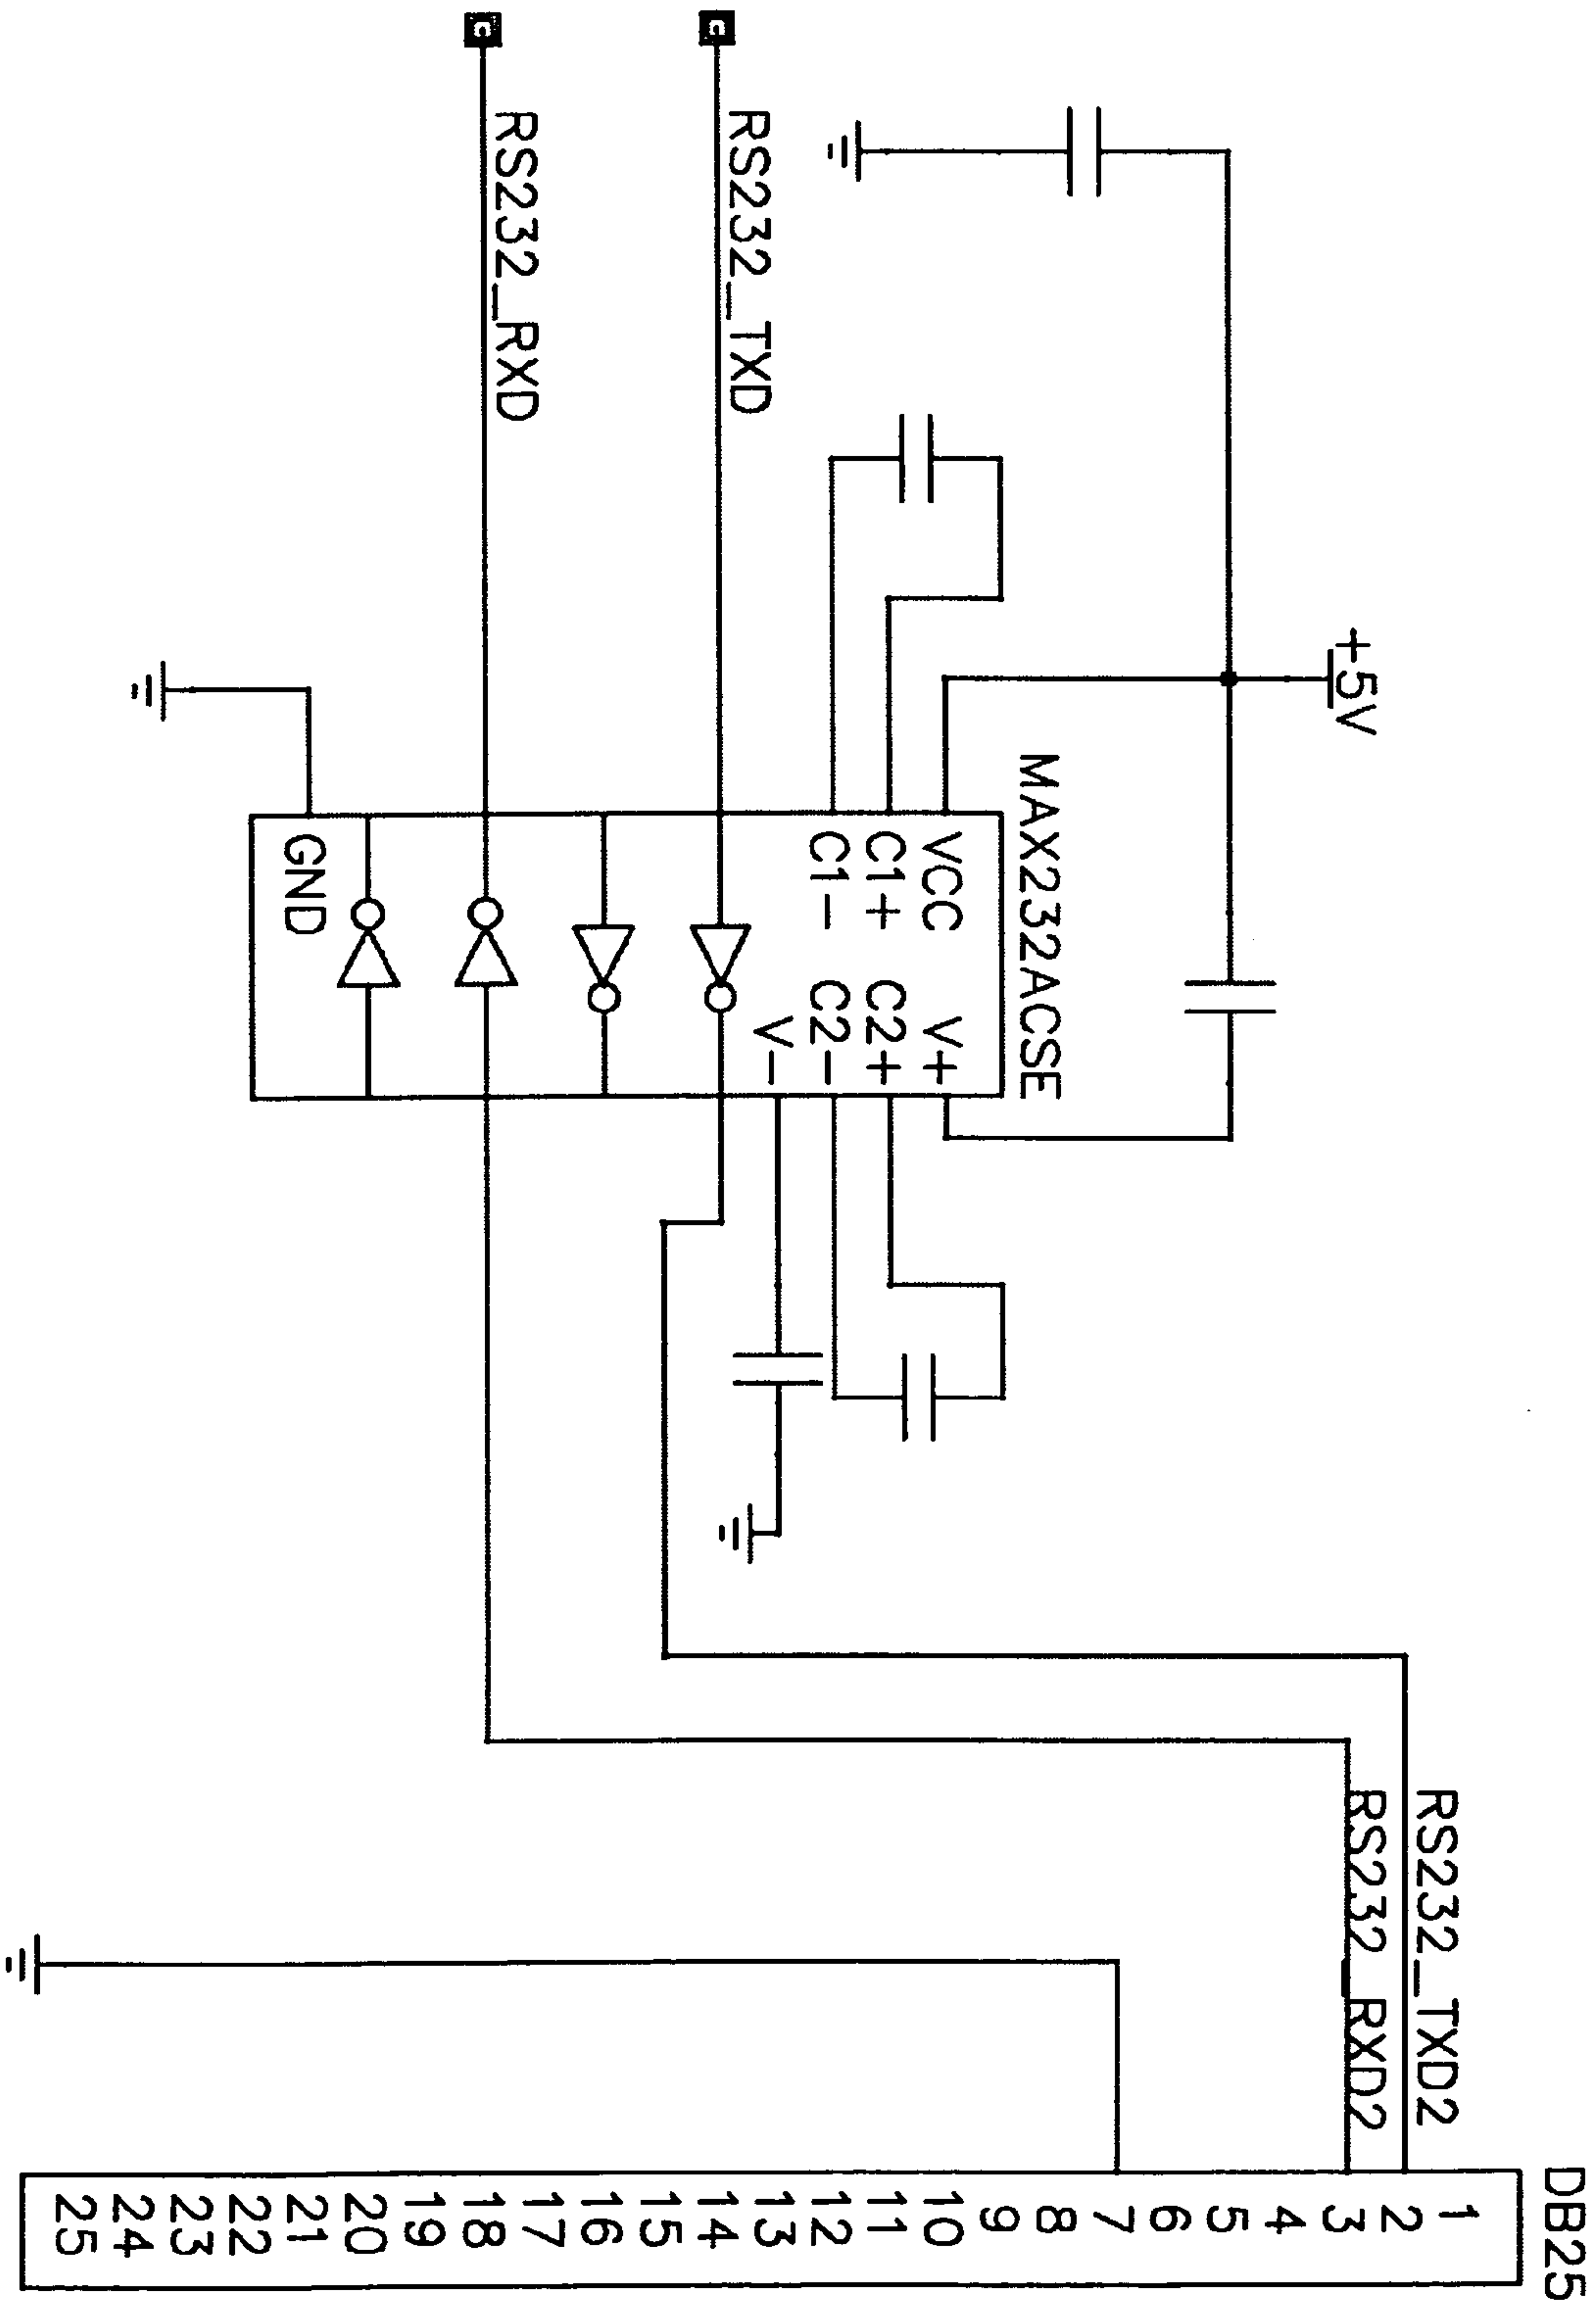 +5V
MAX232ACSE
VCC
C1+
C1-
V+
C2+
C2-
V-
GND
C
RS232_TXD
C
RS232_RXD
RS232_TXD2
RS232_RXD2
DB25
1
2
3
4
5
6
7
8
9
10
11
12
13
14
15
16
17
18
19
20
21
22
23
24
25